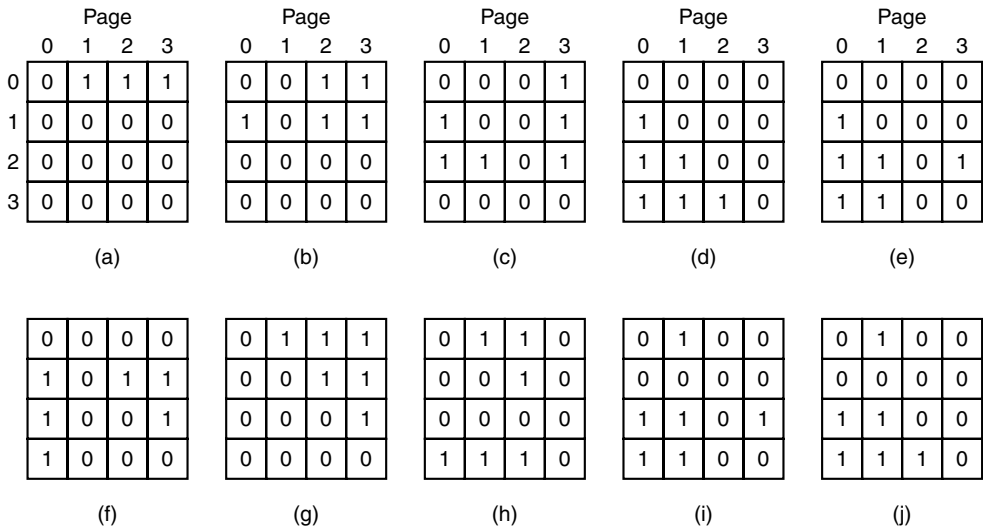 Page Page Page Page Page
0 1 2 3 0 1 2 3 0 1 2 3 0 1 2 3 0 1 2 3
0 0 1 1 1 0 0 1 1 0 0 0 1 0 0 0 0 0 0 0 0
1 0 0 0 0 1 0 1 1 1 0 0 1 1 0 0 0 1 0 0 0
2 0 0 0 0 0 0 0 0 1 1 0 1 1 1 0 0 1 1 0 1
3 0 0 0 0 0 0 0 0 0 0 0 0 1 1 1 0 1 1 0 0
(a) (b) (c) (d) (e)
0 0 0 0 0 1 1 1 0 1 1 0 0 1 0 0 0 1 0 0
1 0 1 1 0 0 1 1 0 0 1 0 0 0 0 0 0 0 0 0
1 0 0 1 0 0 0 1 0 0 0 0 1 1 0 1 1 1 0 0
1 0 0 0 0 0 0 0 1 1 1 0 1 1 0 0 1 1 1 0
(f) (g) (h) (i) (j)